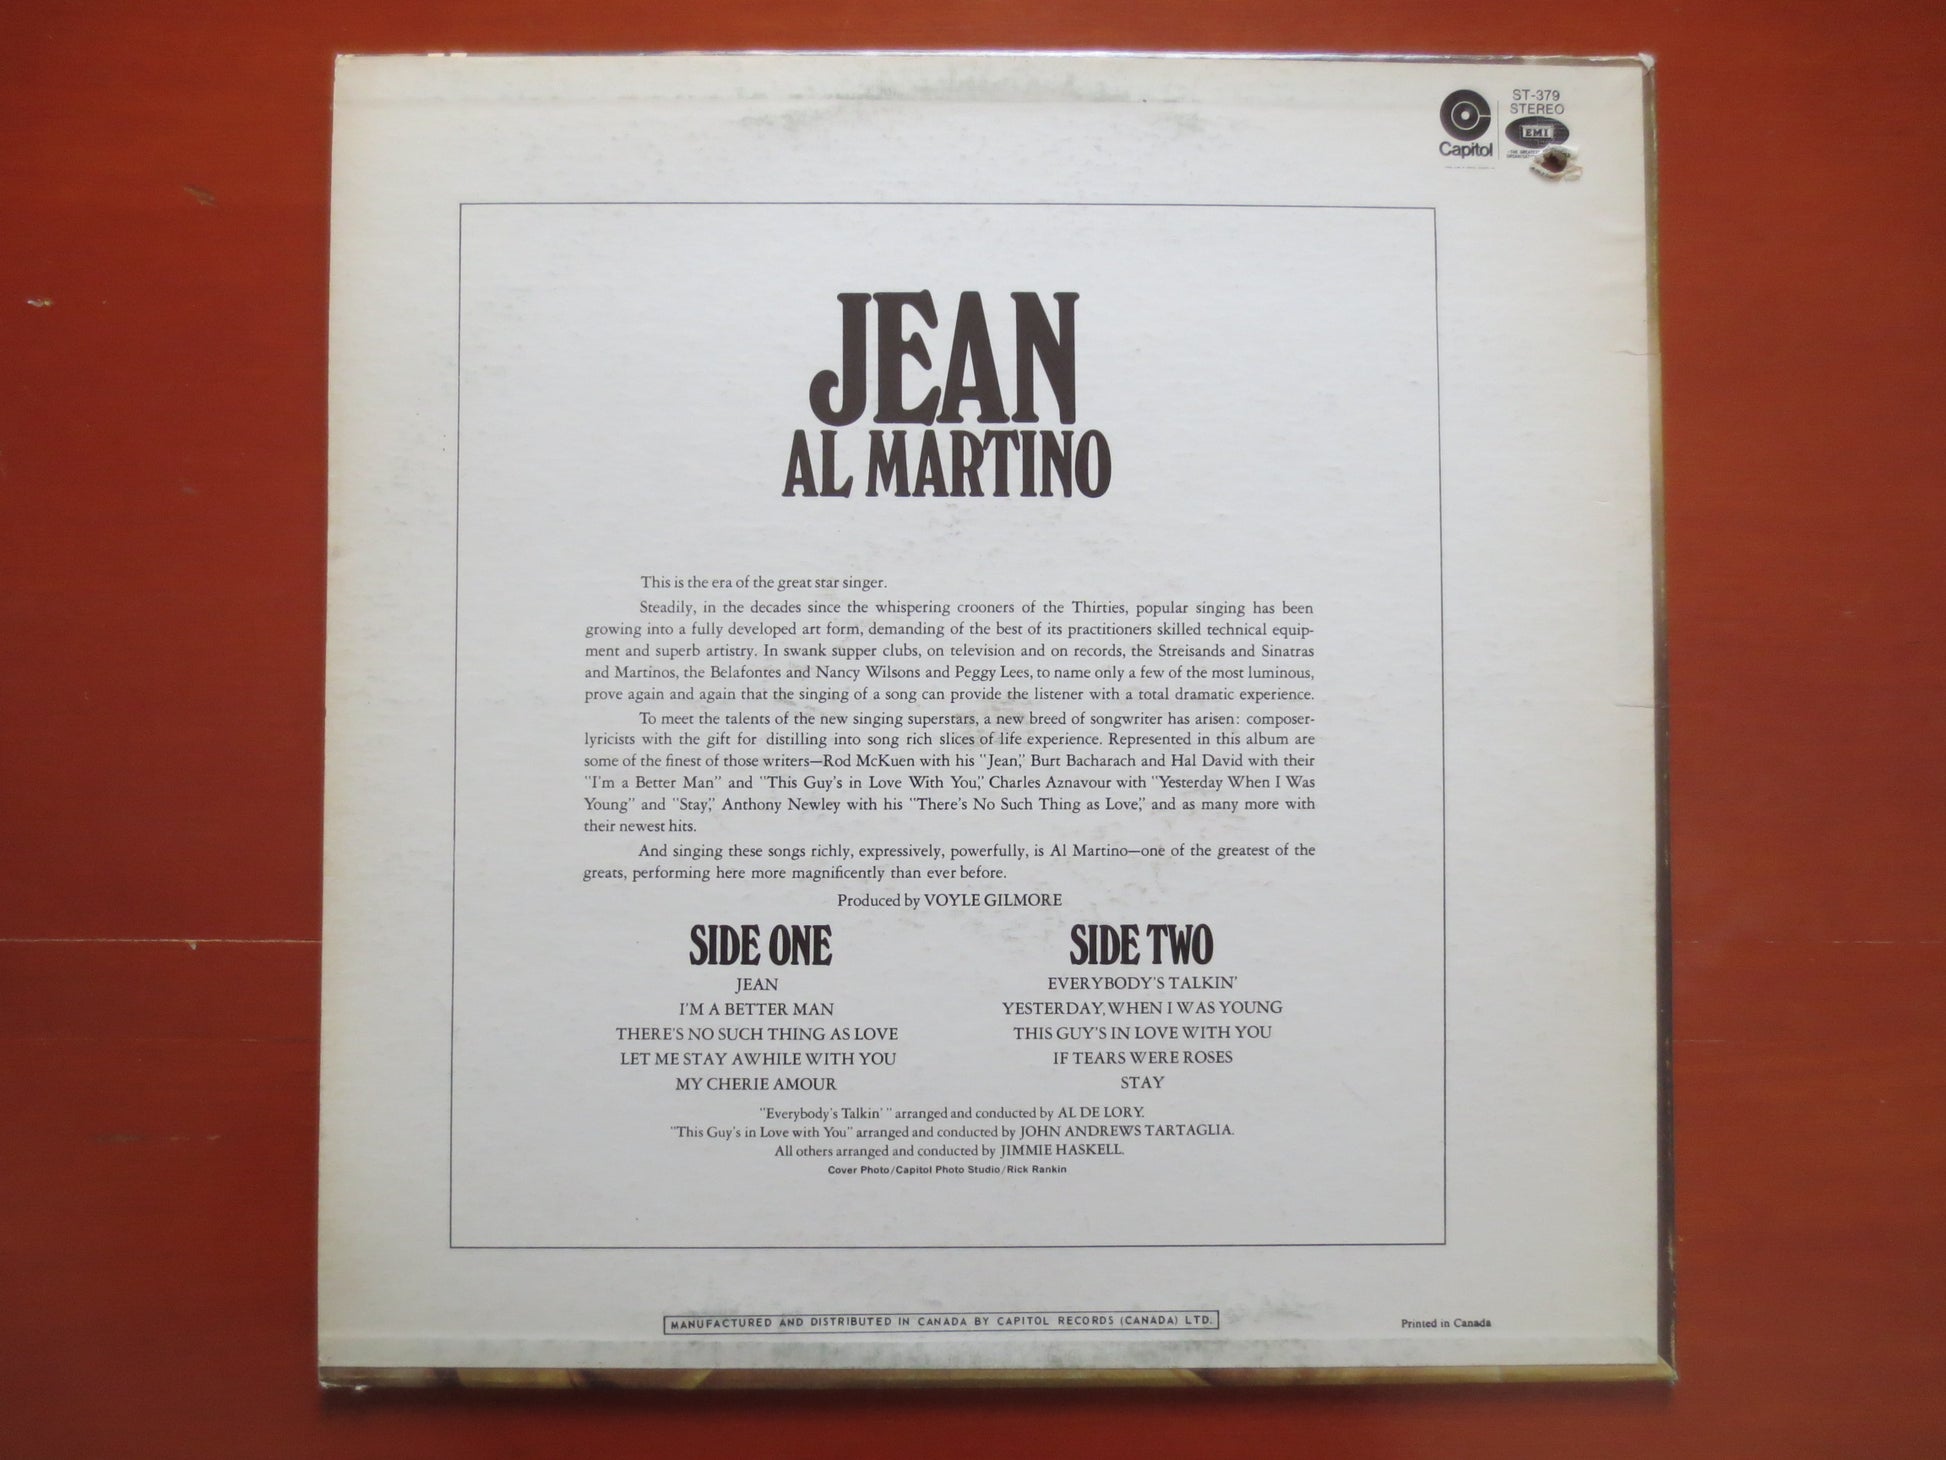 ST-379
STEREO
EMI
Capitol
JEAN
AL MARTINO
This is the era of the great star singer.
Steadily, in the decades since the whispering crooners of the Thirties, popular singing has been
growing into a fully developed art form, demanding of the best of its practitioners skilled technical equip-
ment and superb artistry. In swank supper clubs, on television and on records, the Streisands and Sinatras
and Martinos, the Belafontes and Nancy Wilsons and Peggy Lees, to name only a few of the most luminous,
prove again and again that the singing of a song can provide the listener with a total dramatic experience.
To meet the talents of the new singing superstars, a new breed of songwriter has arisen: composer-
lyricists with the gift for distilling into song rich slices of life experience. Represented in this album are
some of the finest of those writers—Rod McKuen with his "Jean," Burt Bacharach and Hal David with their
"I'm a Better Man" and "This Guy's in Love With You," Charles Aznavour with "Yesterday When I Was
Young" and "Stay," Anthony Newley with his "There's No Such Thing as Love," and as many more with
their newest hits.
And singing these songs richly, expressively, powerfully, is Al Martino—one of the greatest of the
greats, performing here more magnificently than ever before.
Produced by VOYLE GILMORE
SIDE ONE
JEAN
I'M A BETTER MAN
THERE'S NO SUCH THING AS LOVE
LET ME STAY AWHILE WITH YOU
MY CHERIE AMOUR
SIDE TWO
EVERYBODY'S TALKIN'
YESTERDAY, WHEN I WAS YOUNG
THIS GUY'S IN LOVE WITH YOU
IF TEARS WERE ROSES
STAY
"Everybody's Talkin' " arranged and conducted by AL DE LORY.
"This Guy's in Love with You" arranged and conducted by JOHN ANDREWS TARTAGLIA.
All others arranged and conducted by JIMMIE HASKELL.
Cover Photo/Capitol Photo Studio/Rick Rankin
MANUFACTURED AND DISTRIBUTED IN CANADA BY CAPITOL RECORDS (CANADA) LTD.
Printed in Canada